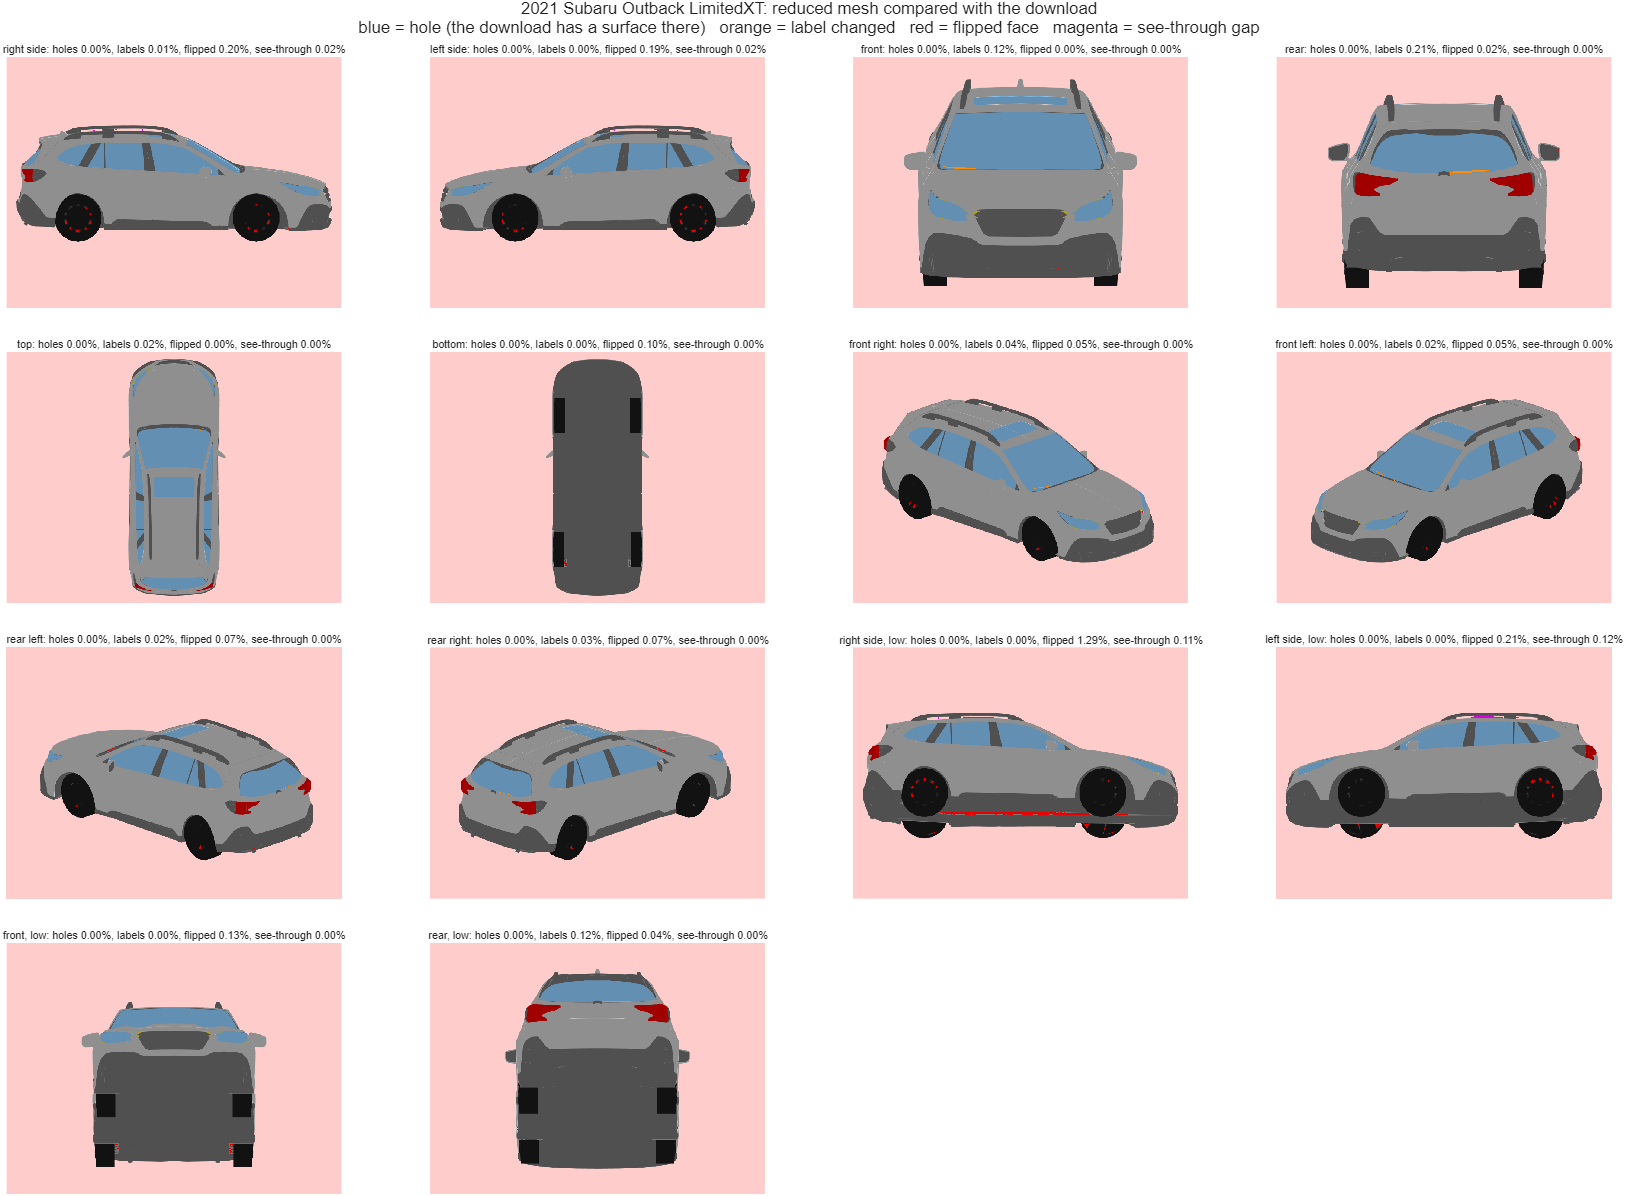 2021 Subaru Outback LimitedXT: reduced mesh compared with the download
blue = hole (the download has a surface there)   orange = label changed   red = flipped face   magenta = see-through gap
right side: holes 0.00%, labels 0.01%, flipped 0.20%, see-through 0.02%
left side: holes 0.00%, labels 0.00%, flipped 0.19%, see-through 0.02%
front: holes 0.00%, labels 0.12%, flipped 0.00%, see-through 0.00%
rear: holes 0.00%, labels 0.21%, flipped 0.02%, see-through 0.00%
top: holes 0.00%, labels 0.02%, flipped 0.00%, see-through 0.00%
bottom: holes 0.00%, labels 0.00%, flipped 0.10%, see-through 0.00%
front right: holes 0.00%, labels 0.04%, flipped 0.05%, see-through 0.00%
front left: holes 0.00%, labels 0.02%, flipped 0.05%, see-through 0.00%
rear left: holes 0.00%, labels 0.02%, flipped 0.07%, see-through 0.00%
rear right: holes 0.00%, labels 0.03%, flipped 0.07%, see-through 0.00%
right side, low: holes 0.00%, labels 0.00%, flipped 1.29%, see-through 0.11%
left side, low: holes 0.00%, labels 0.00%, flipped 0.21%, see-through 0.12%
front, low: holes 0.00%, labels 0.00%, flipped 0.13%, see-through 0.00%
rear, low: holes 0.00%, labels 0.12%, flipped 0.04%, see-through 0.00%